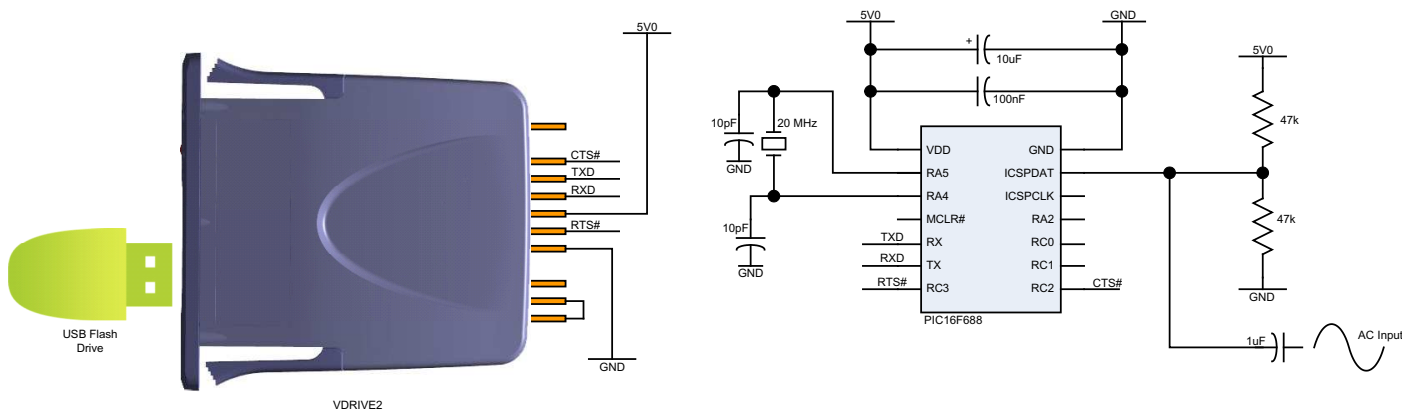 5V0
CTS#
TXD
RXD
RTS#
GND
USB Flash
Drive
VDRIVE2
5V0
GND
+
10uF
100nF
10pF
20 MHz
GND
10pF
GND
VDD
RA5
RA4
MCLR#
RX
TX
RC3
GND
ICSPDAT
ICSPCLK
RA2
RC0
RC1
RC2
TXD
RXD
RTS#
CTS#
PIC16F688
5V0
47k
47k
GND
1uF
AC Input